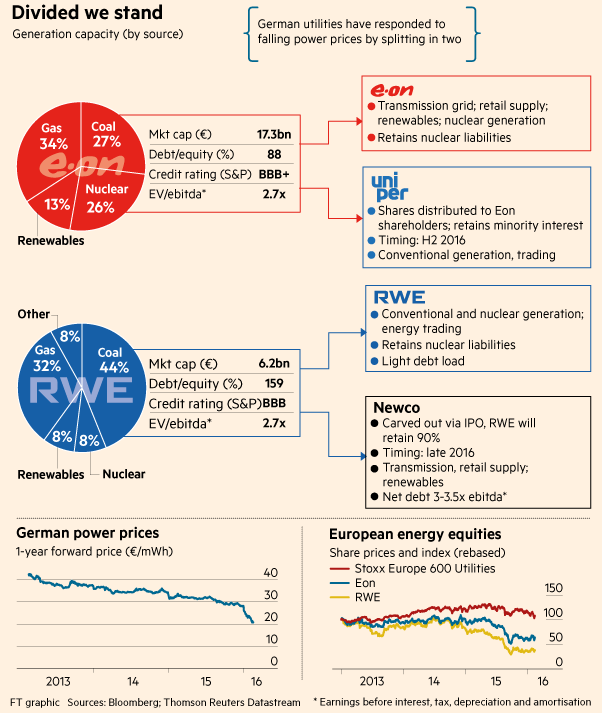 Divided we stand
Generation capacity (by source)
German utilities have responded to
falling power prices by splitting in two
Gas
34%
Coal
27%
e·on
Nuclear
26%
13%
Renewables
Mkt cap (€) 17.3bn
Debt/equity (%) 88
Credit rating (S&P) BBB+
EV/ebitda* 2.7x
e·on
Transmission grid; retail supply;
renewables; nuclear generation
Retains nuclear liabilities
uni
per
Shares distributed to Eon
shareholders; retains minority interest
Timing: H2 2016
Conventional generation, trading
Other
8%
Gas
32%
Coal
44%
RWE
8%
8%
Renewables
Nuclear
Mkt cap (€) 6.2bn
Debt/equity (%) 159
Credit rating (S&P) BBB
EV/ebitda* 2.7x
RWE
Conventional and nuclear generation;
energy trading
Retains nuclear liabilities
Light debt load
Newco
Carved out via IPO, RWE will
retain 90%
Timing: late 2016
Transmission, retail supply;
renewables
Net debt 3-3.5x ebitda*
German power prices
1-year forward price (€/mWh)
40
30
20
10
0
2013 14 15 16
European energy equities
Share prices and index (rebased)
Stoxx Europe 600 Utilities
Eon
RWE
150
100
50
0
2013 14 15 16
FT graphic Sources: Bloomberg; Thomson Reuters Datastream
* Earnings before interest, tax, depreciation and amortisation